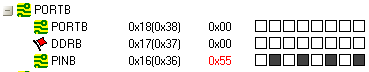 PORTB
PORTB 0x18(0x38) 0x00
DDRB 0x17(0x37) 0x00
PINB 0x16(0x36) 0x55